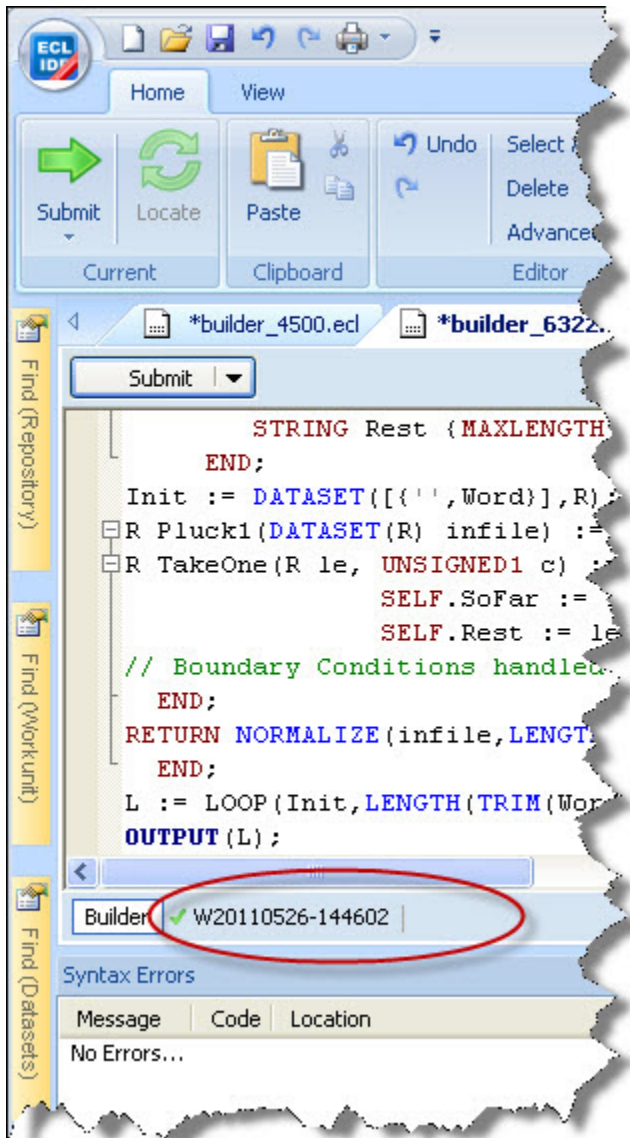 ECL
IDE
Home View
Submit Locate Paste Undo Select
Delete
Advanced
Current Clipboard Editor
*builder_4500.ecl *builder_6322
Submit
STRING Rest {MAXLENGTH
END;
Init := DATASET([{'',Word}],R);
R Pluck1(DATASET(R) infile) :=
R TakeOne(R le, UNSIGNED1 c) :
SELF.SoFar :=
SELF.Rest := le
// Boundary Conditions handled
END;
RETURN NORMALIZE(infile,LENGT
END;
L := LOOP(Init,LENGTH(TRIM(Wor
OUTPUT(L);
Builder W20110526-144602
Syntax Errors
Message Code Location
No Errors...
Find (Repository)
Find (Workunit)
Find (Datasets)